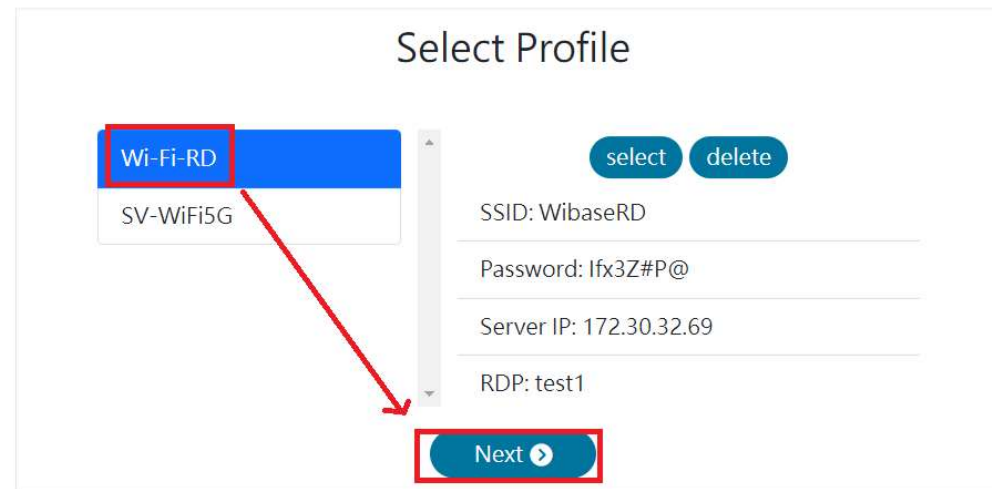 Select Profile
Wi-Fi-RD
SV-WiFi5G
select delete
SSID: WibaseRD
Password: Ifx3Z#P@
Server IP: 172.30.32.69
RDP: test1
Next